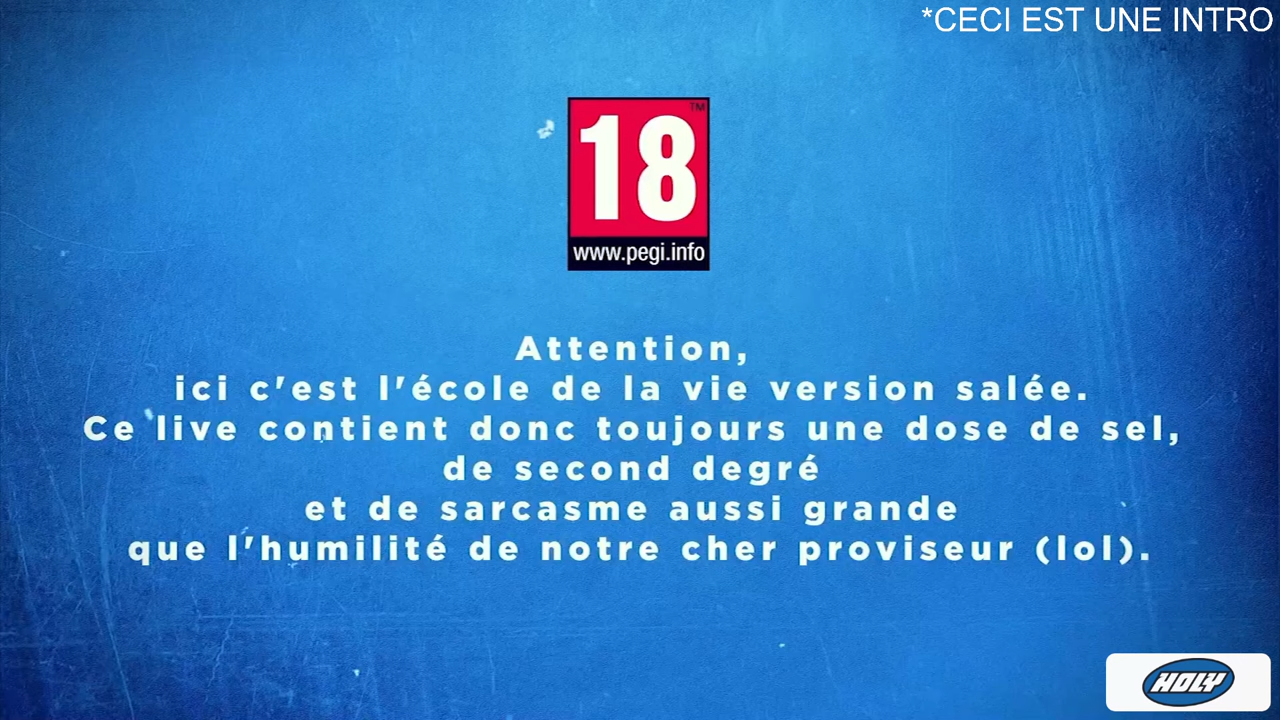 *CECI EST UNE INTRO
TM
18
www.pegi.info
Attention,
ici c'est l'école de la vie version salée.
Ce live contient donc toujours une dose de sel,
de second degré
et de sarcasme aussi grande
que l'humilité de notre cher proviseur (lol).
HOLY